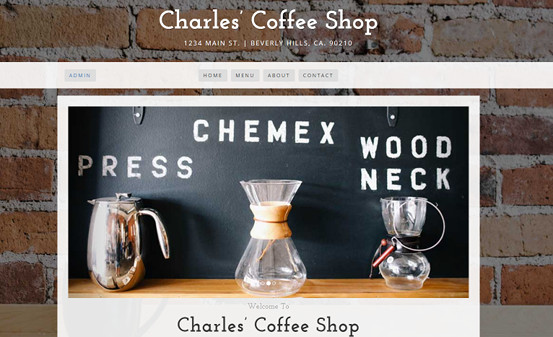 Charles' Coffee Shop
1234 MAIN ST. | BEVERLY HILLS, CA. 90210
ADMIN HOME MENU ABOUT CONTACT
PRESS CHEMEX WOOD
NECK
Welcome To
Charles' Coffee Shop